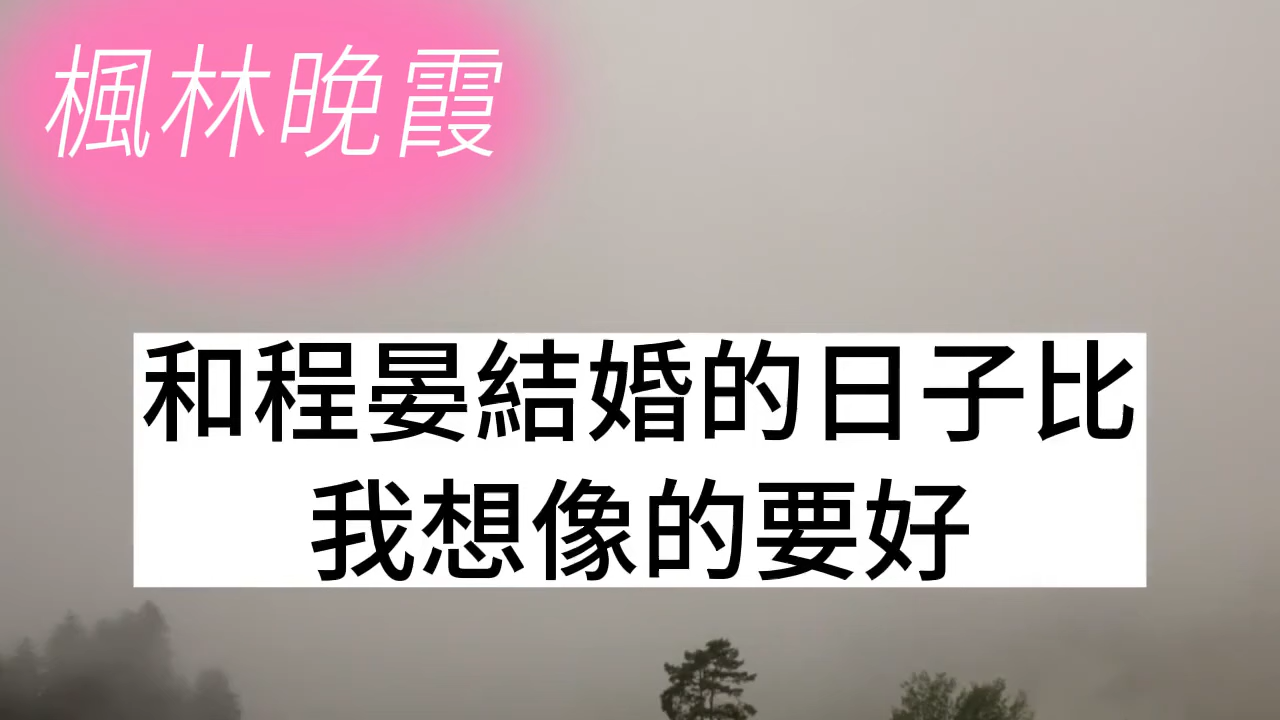 楓林晚霞
和程晏結婚的日子比
我想像的要好